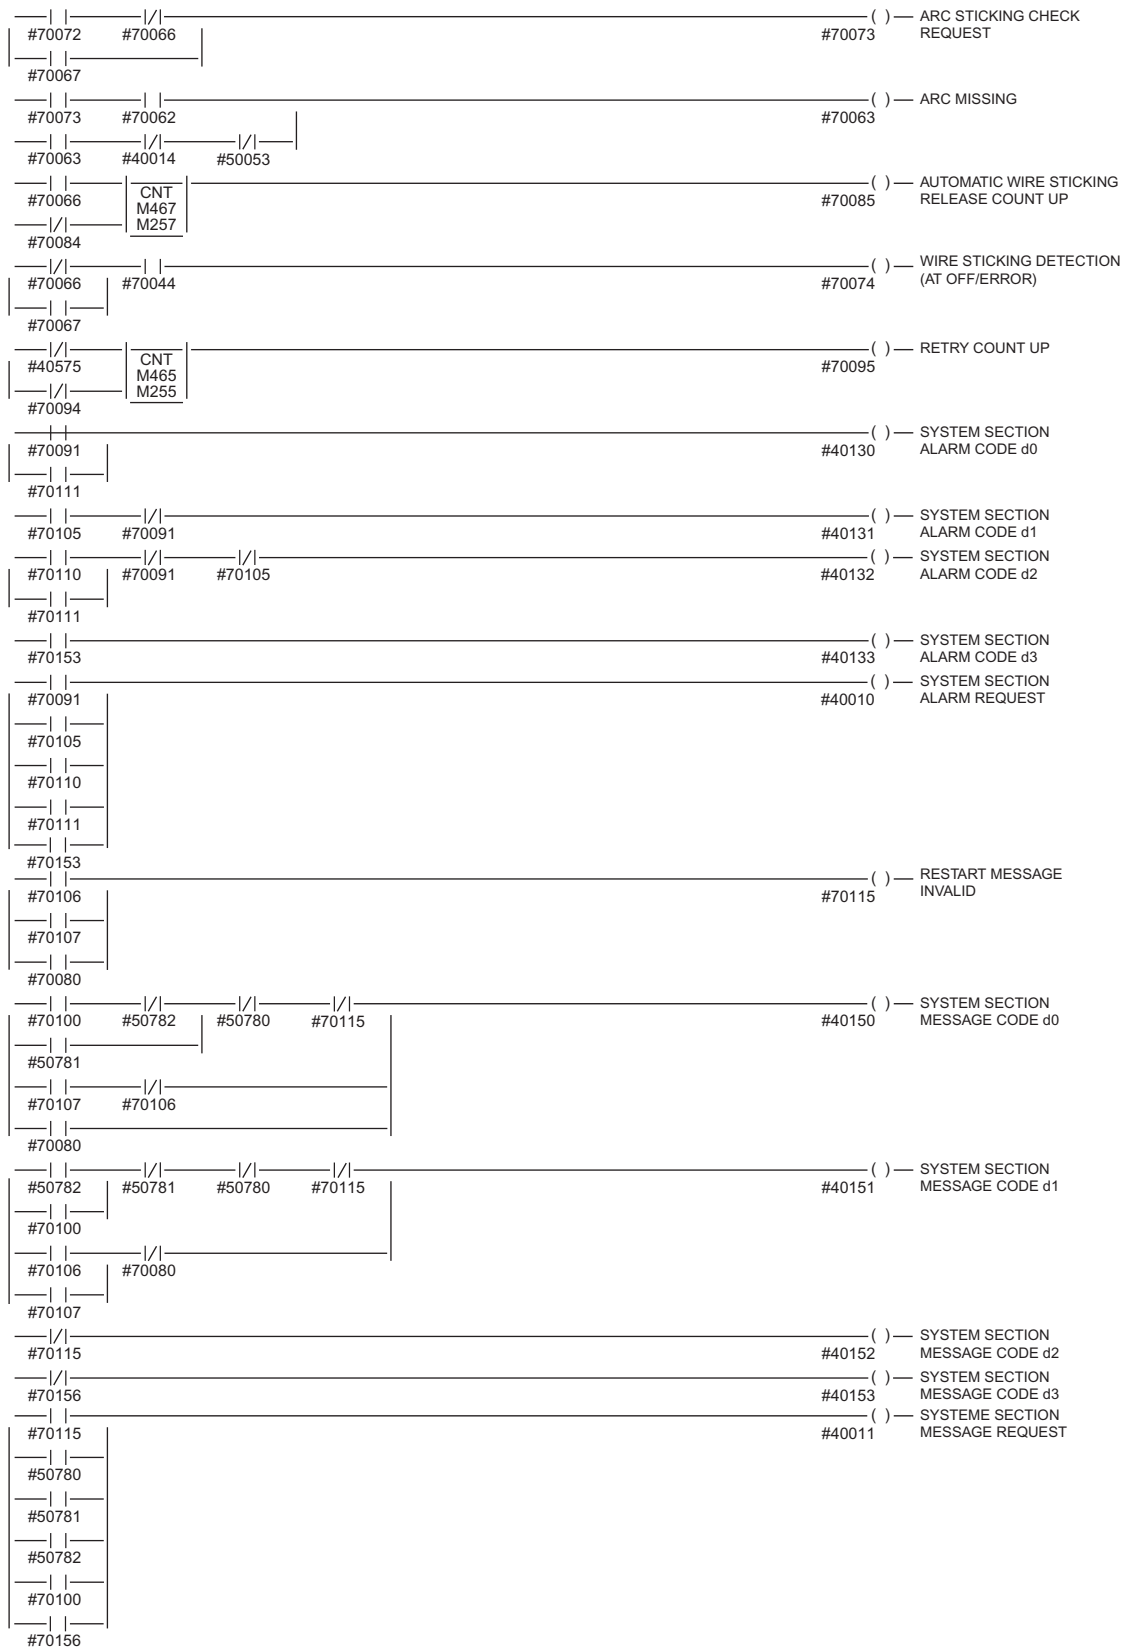 ARC STICKING CHECK
#70072 #70066 #70073 REQUEST
#70067
ARC MISSING
#70073 #70062 #70063
#70063 #40014 #50053
AUTOMATIC WIRE STICKING
#70066 CNT #70085 RELEASE COUNT UP
M467
M257
#70084
WIRE STICKING DETECTION
#70066 #70044 #70074 (AT OFF/ERROR)
#70067
RETRY COUNT UP
#40575 CNT #70095
M465
M255
#70094
SYSTEM SECTION
#70091 #40130 ALARM CODE d0
#70111
SYSTEM SECTION
#70105 #70091 #40131 ALARM CODE d1
SYSTEM SECTION
#70110 #70091 #70105 #40132 ALARM CODE d2
#70111
SYSTEM SECTION
#70153 #40133 ALARM CODE d3
SYSTEM SECTION
#70091 #40010 ALARM REQUEST
#70105
#70110
#70111
#70153
RESTART MESSAGE
#70106 #70115 INVALID
#70107
#70080
SYSTEM SECTION
#70100 #50782 #50780 #70115 #40150 MESSAGE CODE d0
#50781
#70107 #70106
#70080
SYSTEM SECTION
#50782 #50781 #50780 #70115 #40151 MESSAGE CODE d1
#70100
#70106 #70080
#70107
SYSTEM SECTION
#70115 #40152 MESSAGE CODE d2
SYSTEM SECTION
#70156 #40153 MESSAGE CODE d3
SYSTEME SECTION
#70115 #40011 MESSAGE REQUEST
#50780
#50781
#50782
#70100
#70156